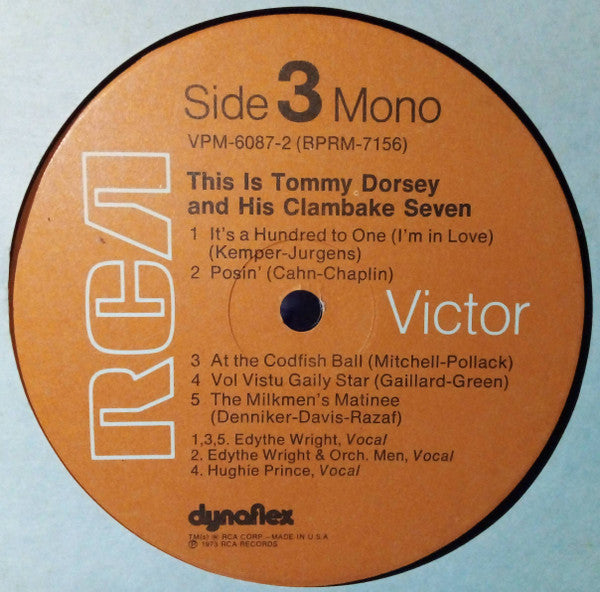 Side 3 Mono
VPM-6087-2 (RPRM-7156)
This Is Tommy Dorsey
and His Clambake Seven
1 It's a Hundred to One (I'm in Love)
(Kemper-Jurgens)
2 Posin' (Cahn-Chaplin)
RCA
Victor
3 At the Codfish Ball (Mitchell-Pollack)
4 Vol Vistu Gaily Star (Gaillard-Green)
5 The Milkmen's Matinee
(Denniker-Davis-Razaf)
1,3,5. Edythe Wright, Vocal
2. Edythe Wright & Orch. Men, Vocal
4. Hughie Prince, Vocal
dynaflex
TM(s) ® RCA CORP.–MADE IN U.S.A
℗ 1973 RCA RECORDS